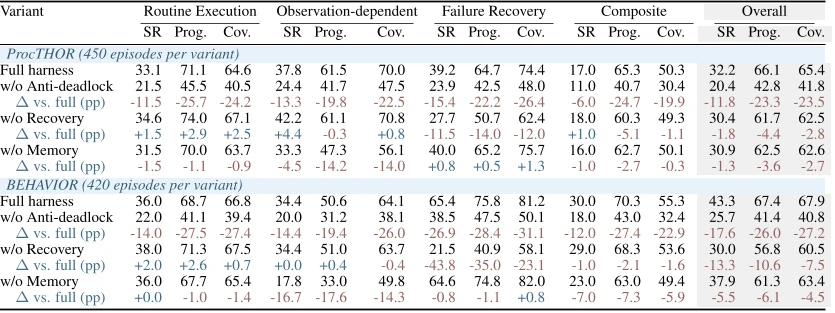 Variant Routine Execution Observation-dependent Failure Recovery Composite Overall
SR Prog. Cov. SR Prog. Cov. SR Prog. Cov. SR Prog. Cov. SR Prog. Cov.
ProcTHOR (450 episodes per variant)
Full harness 33.1 71.1 64.6 37.8 61.5 70.0 39.2 64.7 74.4 17.0 65.3 50.3 32.2 66.1 65.4
w/o Anti-deadlock 21.5 45.5 40.5 24.4 41.7 47.5 23.9 42.5 48.0 11.0 40.7 30.4 20.4 42.8 41.8
Δ vs. full (pp) -11.5 -25.7 -24.2 -13.3 -19.8 -22.5 -15.4 -22.2 -26.4 -6.0 -24.7 -19.9 -11.8 -23.3 -23.5
w/o Recovery 34.6 74.0 67.1 42.2 61.1 70.8 27.7 50.7 62.4 18.0 60.3 49.3 30.4 61.7 62.5
Δ vs. full (pp) +1.5 +2.9 +2.5 +4.4 -0.3 +0.8 -11.5 -14.0 -12.0 +1.0 -5.1 -1.1 -1.8 -4.4 -2.8
w/o Memory 31.5 70.0 63.7 33.3 47.3 56.1 40.0 65.2 75.7 16.0 62.7 50.1 30.9 62.5 62.6
Δ vs. full (pp) -1.5 -1.1 -0.9 -4.5 -14.2 -14.0 +0.8 +0.5 +1.3 -1.0 -2.7 -0.3 -1.3 -3.6 -2.7
BEHAVIOR (420 episodes per variant)
Full harness 36.0 68.7 66.8 34.4 50.6 64.1 65.4 75.8 81.2 30.0 70.3 55.3 43.3 67.4 67.9
w/o Anti-deadlock 22.0 41.1 39.4 20.0 31.2 38.1 38.5 47.5 50.1 18.0 43.0 32.4 25.7 41.4 40.8
Δ vs. full (pp) -14.0 -27.5 -27.4 -14.4 -19.4 -26.0 -26.9 -28.4 -31.1 -12.0 -27.4 -22.9 -17.6 -26.0 -27.2
w/o Recovery 38.0 71.3 67.5 34.4 51.0 63.7 21.5 40.9 58.1 29.0 68.3 53.6 30.0 56.8 60.5
Δ vs. full (pp) +2.0 +2.6 +0.7 +0.0 +0.4 -0.4 -43.8 -35.0 -23.1 -1.0 -2.1 -1.6 -13.3 -10.6 -7.5
w/o Memory 36.0 67.7 65.4 17.8 33.0 49.8 64.6 74.8 82.0 23.0 63.0 49.4 37.9 61.3 63.4
Δ vs. full (pp) +0.0 -1.0 -1.4 -16.7 -17.6 -14.3 -0.8 -1.1 +0.8 -7.0 -7.3 -5.9 -5.5 -6.1 -4.5